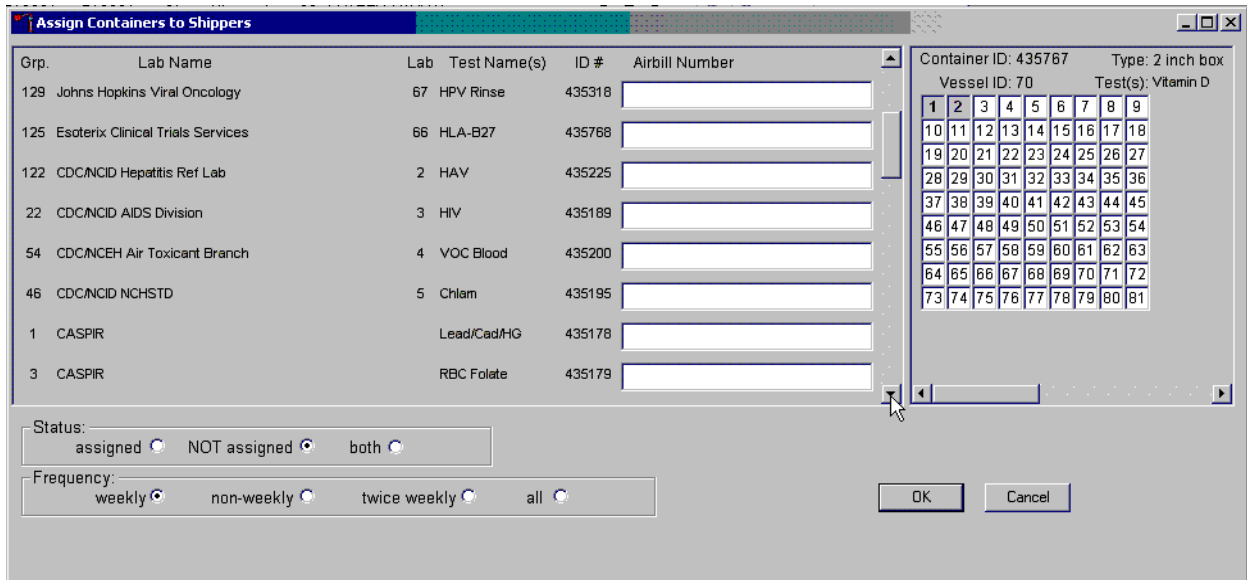 Assign Containers to Shippers
Grp. Lab Name Lab Test Name(s) ID # Airbill Number
129 Johns Hopkins Viral Oncology 67 HPV Rinse 435318
125 Esoterix Clinical Trials Services 66 HLA-B27 435768
122 CDC/NCID Hepatitis Ref Lab 2 HAV 435225
22 CDC/NCID AIDS Division 3 HIV 435189
54 CDC/NCEH Air Toxicant Branch 4 VOC Blood 435200
46 CDC/NCID NCHSTD 5 Chlam 435195
1 CASPIR Lead/Cad/HG 435178
3 CASPIR RBC Folate 435179
Container ID: 435767 Type: 2 inch box
Vessel ID: 70 Test(s): Vitamin D
1 2 3 4 5 6 7 8 9
10 11 12 13 14 15 16 17 18
19 20 21 22 23 24 25 26 27
28 29 30 31 32 33 34 35 36
37 38 39 40 41 42 43 44 45
46 47 48 49 50 51 52 53 54
55 56 57 58 59 60 61 62 63
64 65 66 67 68 69 70 71 72
73 74 75 76 77 78 79 80 81
Status:
assigned NOT assigned both
Frequency:
weekly non-weekly twice weekly all
OK Cancel